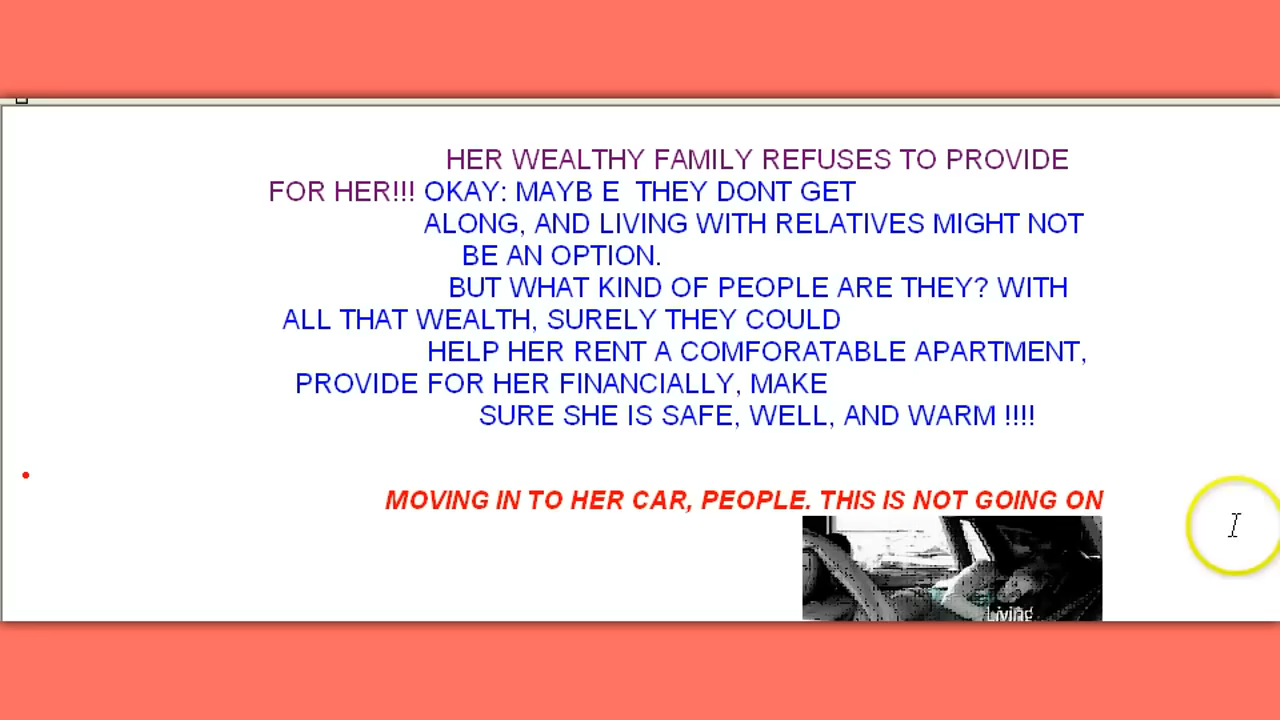 HER WEALTHY FAMILY REFUSES TO PROVIDE
FOR HER!!! OKAY: MAYB E  THEY DONT GET
ALONG, AND LIVING WITH RELATIVES MIGHT NOT
BE AN OPTION.
BUT WHAT KIND OF PEOPLE ARE THEY? WITH
ALL THAT WEALTH, SURELY THEY COULD
HELP HER RENT A COMFORATABLE APARTMENT,
PROVIDE FOR HER FINANCIALLY, MAKE
SURE SHE IS SAFE, WELL, AND WARM !!!!
MOVING IN TO HER CAR, PEOPLE. THIS IS NOT GOING ON
Living